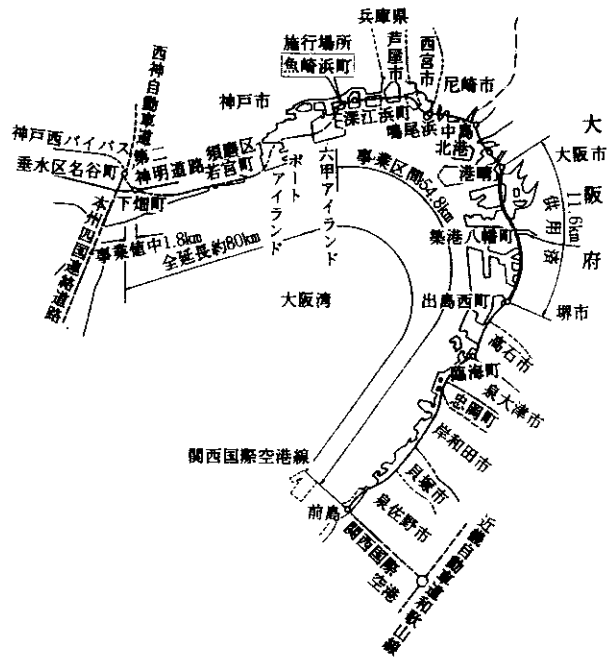 兵庫県
施行場所
魚崎浜町
芦屋市
西宮市
尼崎市
神戸市
深江浜町
鳴尾浜
中島
北港
港晴
大阪市
大阪府
供用済
11.6km
西神自動車道
神戸西バイパス
垂水区名谷町
第二神明道路
須磨区
若宮町
下畑町
本州四国連絡道路
ポートアイランド
六甲アイランド
事業区間54.8km
事業値中1.8km
全延長約80km
大阪湾
築港八幡町
出島西町
堺市
高石市
臨海町
泉大津市
忠岡町
岸和田市
貝塚市
泉佐野市
関西国際空港線
前島
関西国際空港
近畿自動車道和歌山線